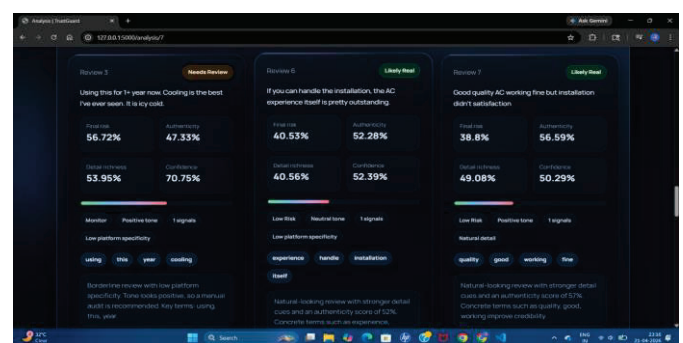 Analysis | TrustGuard
Ask Gemini
127.0.0.1:5000/analysis/7
Review 3
Needs Review
Using this for 1+ year now. Cooling is the best
I've ever seen. It is icy cold.
Final risk
Authenticity
56.72%
47.33%
Detail richness
Confidence
53.95%
70.75%
Monitor
Positive tone
1 signals
Low platform specificity
using
this
year
cooling
Borderline review with low platform
specificity. Tone looks positive, so a manual
audit is recommended. Key terms: using,
this, year.
Review 6
Likely Real
If you can handle the installation, the AC
experience itself is pretty outstanding.
Final risk
Authenticity
40.53%
52.28%
Detail richness
Confidence
40.56%
52.39%
Low Risk
Neutral tone
1 signals
Low platform specificity
experience
handle
installation
itself
Natural-looking review with stronger detail
cues and an authenticity score of 52%.
Concrete terms such as experience,
Review 7
Likely Real
Good quality AC working fine but installation
didn't satisfaction
Final risk
Authenticity
38.8%
56.59%
Detail richness
Confidence
49.08%
50.29%
Low Risk
Positive tone
1 signals
Natural detail
quality
good
working
fine
Natural-looking review with stronger detail
cues and an authenticity score of 57%.
Concrete terms such as quality, good,
working improve credibility.
32°C
Clear
Search
ENG
IN
21-04-2026